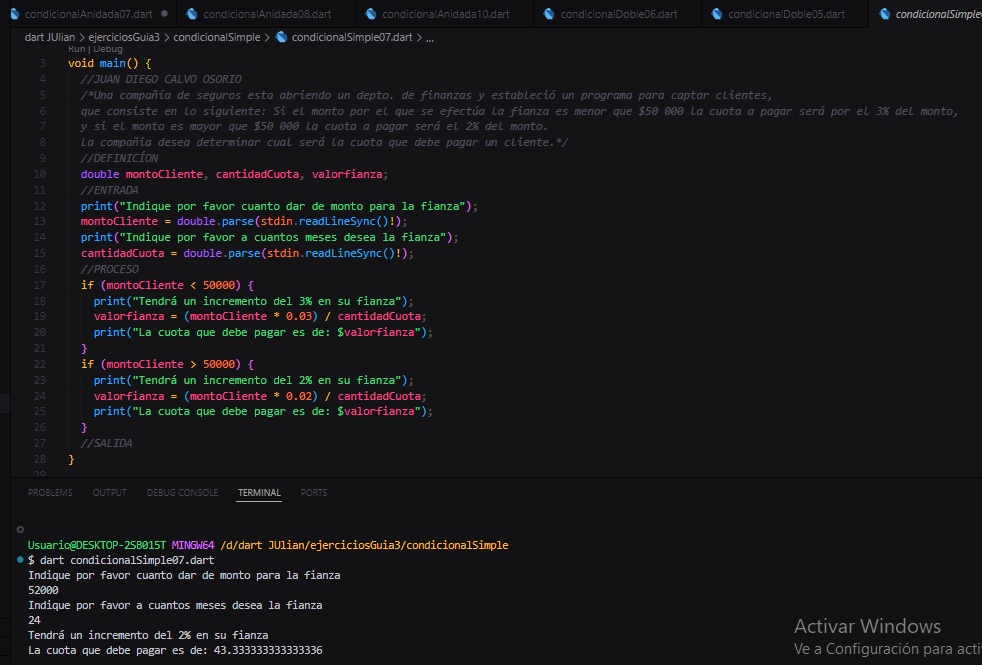 condicionalAnidada07.dart
condicionalAnidada08.dart
condicionalAnidada10.dart
condicionalDoble06.dart
condicionalDoble05.dart
condicionalSimple
dart JUlian > ejerciciosGuia3 > condicionalSimple > condicionalSimple07.dart > ...
Run | Debug
3 void main() {
4 //JUAN DIEGO CALVO OSORIO
5 /*Una compañía de seguros esta abriendo un depto. de finanzas y estableció un programa para captar clientes,
6 que consiste en lo siguiente: Si el monto por el que se efectúa la fianza es menor que $50 000 la cuota a pagar será por el 3% del monto,
7 y si el monto es mayor que $50 000 la cuota a pagar será el 2% del monto.
8 La compañia desea determinar cual será la cuota que debe pagar un cliente.*/
9 //DEFINICÍON
10 double montoCliente, cantidadCuota, valorfianza;
11 //ENTRADA
12 print("Indique por favor cuanto dar de monto para la fianza");
13 montoCliente = double.parse(stdin.readLineSync()!);
14 print("Indique por favor a cuantos meses desea la fianza");
15 cantidadCuota = double.parse(stdin.readLineSync()!);
16 //PROCESO
17 if (montoCliente < 50000) {
18 print("Tendrá un incremento del 3% en su fianza");
19 valorfianza = (montoCliente * 0.03) / cantidadCuota;
20 print("La cuota que debe pagar es de: $valorfianza");
21 }
22 if (montoCliente > 50000) {
23 print("Tendrá un incremento del 2% en su fianza");
24 valorfianza = (montoCliente * 0.02) / cantidadCuota;
25 print("La cuota que debe pagar es de: $valorfianza");
26 }
27 //SALIDA
28 }
29
PROBLEMS OUTPUT DEBUG CONSOLE TERMINAL PORTS
Usuario@DESKTOP-2SB015T MINGW64 /d/dart JUlian/ejerciciosGuia3/condicionalSimple
$ dart condicionalSimple07.dart
Indique por favor cuanto dar de monto para la fianza
52000
Indique por favor a cuantos meses desea la fianza
24
Tendrá un incremento del 2% en su fianza
La cuota que debe pagar es de: 43.333333333333336
Activar Windows
Ve a Configuración para acti